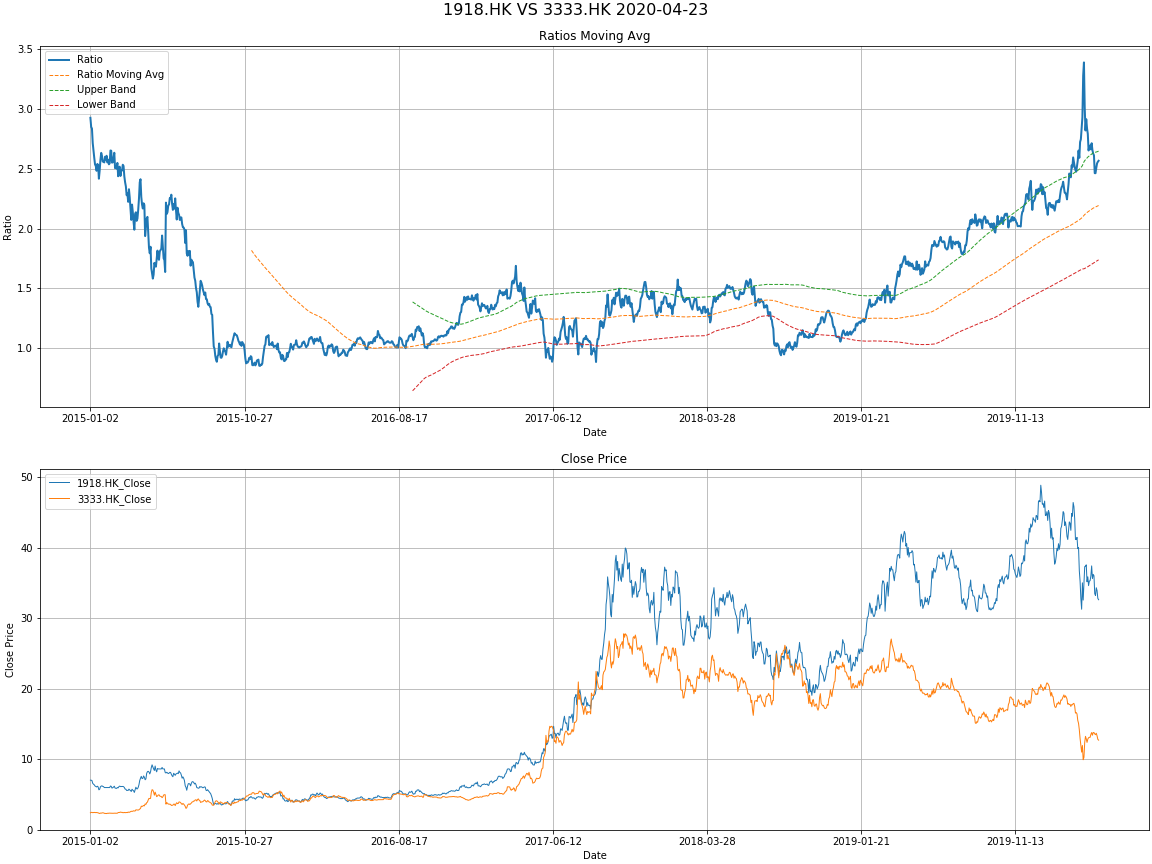 1918.HK VS 3333.HK 2020-04-23
Ratios Moving Avg
Ratio
Ratio Moving Avg
Upper Band
Lower Band
3.5
3.0
2.5
2.0
1.5
1.0
Ratio
2015-01-02 2015-10-27 2016-08-17 2017-06-12 2018-03-28 2019-01-21 2019-11-13
Date
Close Price
1918.HK_Close
3333.HK_Close
50
40
30
20
10
0
Close Price
2015-01-02 2015-10-27 2016-08-17 2017-06-12 2018-03-28 2019-01-21 2019-11-13
Date